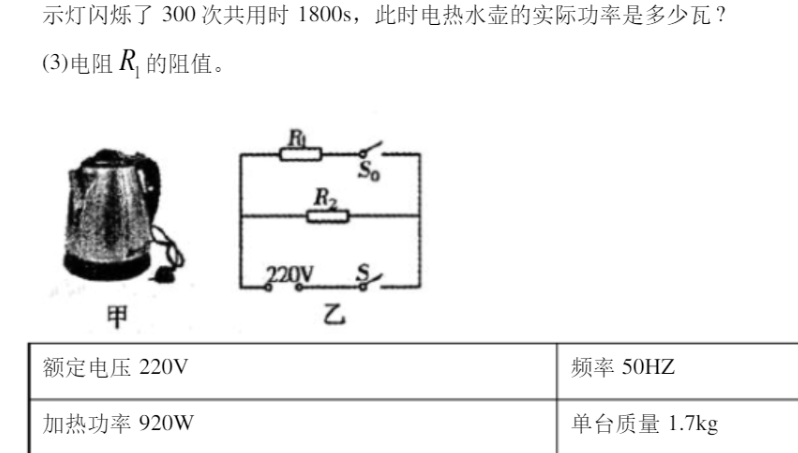 示灯闪烁了 300 次共用时 1800s，此时电热水壶的实际功率是多少瓦？
(3)电阻 R₁ 的阻值。
R₁
S₀
R₂
220V S
甲 乙
额定电压 220V 频率 50HZ
加热功率 920W 单台质量 1.7kg